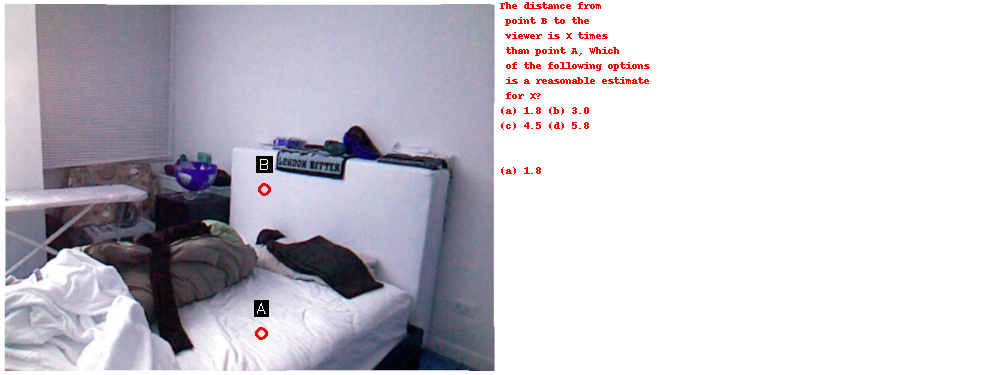 The distance from
point B to the
viewer is X times
than point A, Which
of the following options
is a reasonable estimate
for X?
(a) 1.8 (b) 3.0
(c) 4.5 (d) 5.8
(a) 1.8
B
LONDON BITTER
A